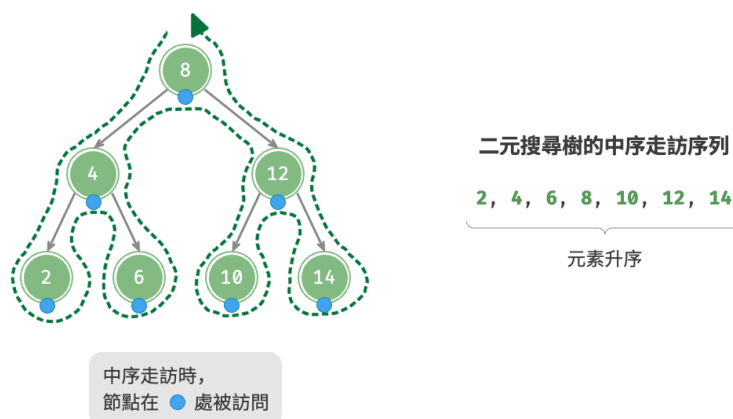 8
4
12
2
6
10
14
中序走訪時，
節點在 處被訪問
二元搜尋樹的中序走訪序列
2, 4, 6, 8, 10, 12, 14
元素升序